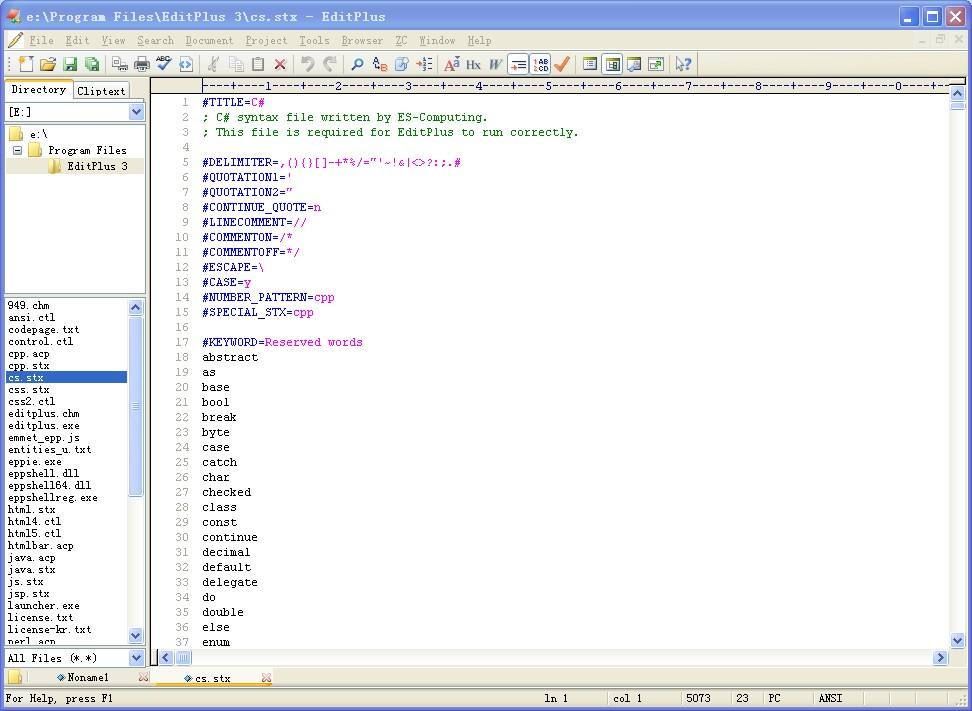 e:\Program Files\EditPlus 3\cs.stx - EditPlus
File Edit View Search Document Project Tools Browser ZC Window Help
Directory Cliptext
[E:]
e:\
Program Files
EditPlus 3
949.chm
ansi.ctl
codepage.txt
control.ctl
cpp.acp
cpp.stx
cs.stx
css.stx
css2.ctl
editplus.chm
editplus.exe
emmet_epp.js
entities_u.txt
eppie.exe
eppshell.dll
eppshell64.dll
eppshellreg.exe
html.stx
html4.ctl
html5.ctl
htmlbar.acp
java.acp
java.stx
js.stx
jsp.stx
launcher.exe
license.txt
license-kr.txt
perl.acp
All Files (*.*)
----+----1----+----2----+----3----+----4----+----5----+----6----+----7----+----8----+----9----+----0----+--
1 #TITLE=C#
2 ; C# syntax file written by ES-Computing.
3 ; This file is required for EditPlus to run correctly.
4
5 #DELIMITER=,(){}[]-+*%/="'~!&|<>?:;.#
6 #QUOTATION1='
7 #QUOTATION2="
8 #CONTINUE_QUOTE=n
9 #LINECOMMENT=//
10 #COMMENTON=/*
11 #COMMENTOFF=*/
12 #ESCAPE=\
13 #CASE=y
14 #NUMBER_PATTERN=cpp
15 #SPECIAL_STX=cpp
16
17 #KEYWORD=Reserved words
18 abstract
19 as
20 base
21 bool
22 break
23 byte
24 case
25 catch
26 char
27 checked
28 class
29 const
30 continue
31 decimal
32 default
33 delegate
34 do
35 double
36 else
37 enum
Noname1 cs.stx
For Help, press F1 ln 1 col 1 5073 23 PC ANSI